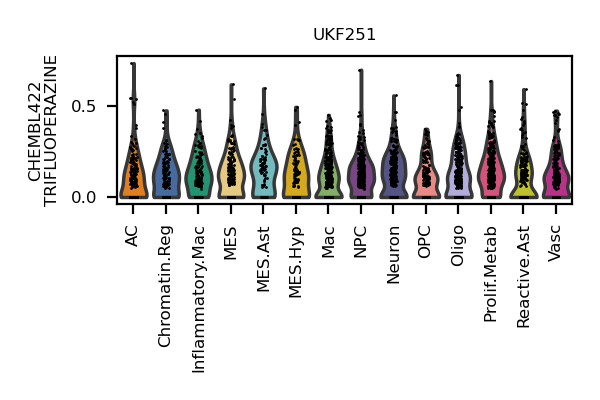 UKF251
CHEMBL422
TRIFLUOPERAZINE
0.5
0.0
AC
Chromatin.Reg
Inflammatory.Mac
MES
MES.Ast
MES.Hyp
Mac
NPC
Neuron
OPC
Oligo
Prolif.Metab
Reactive.Ast
Vasc